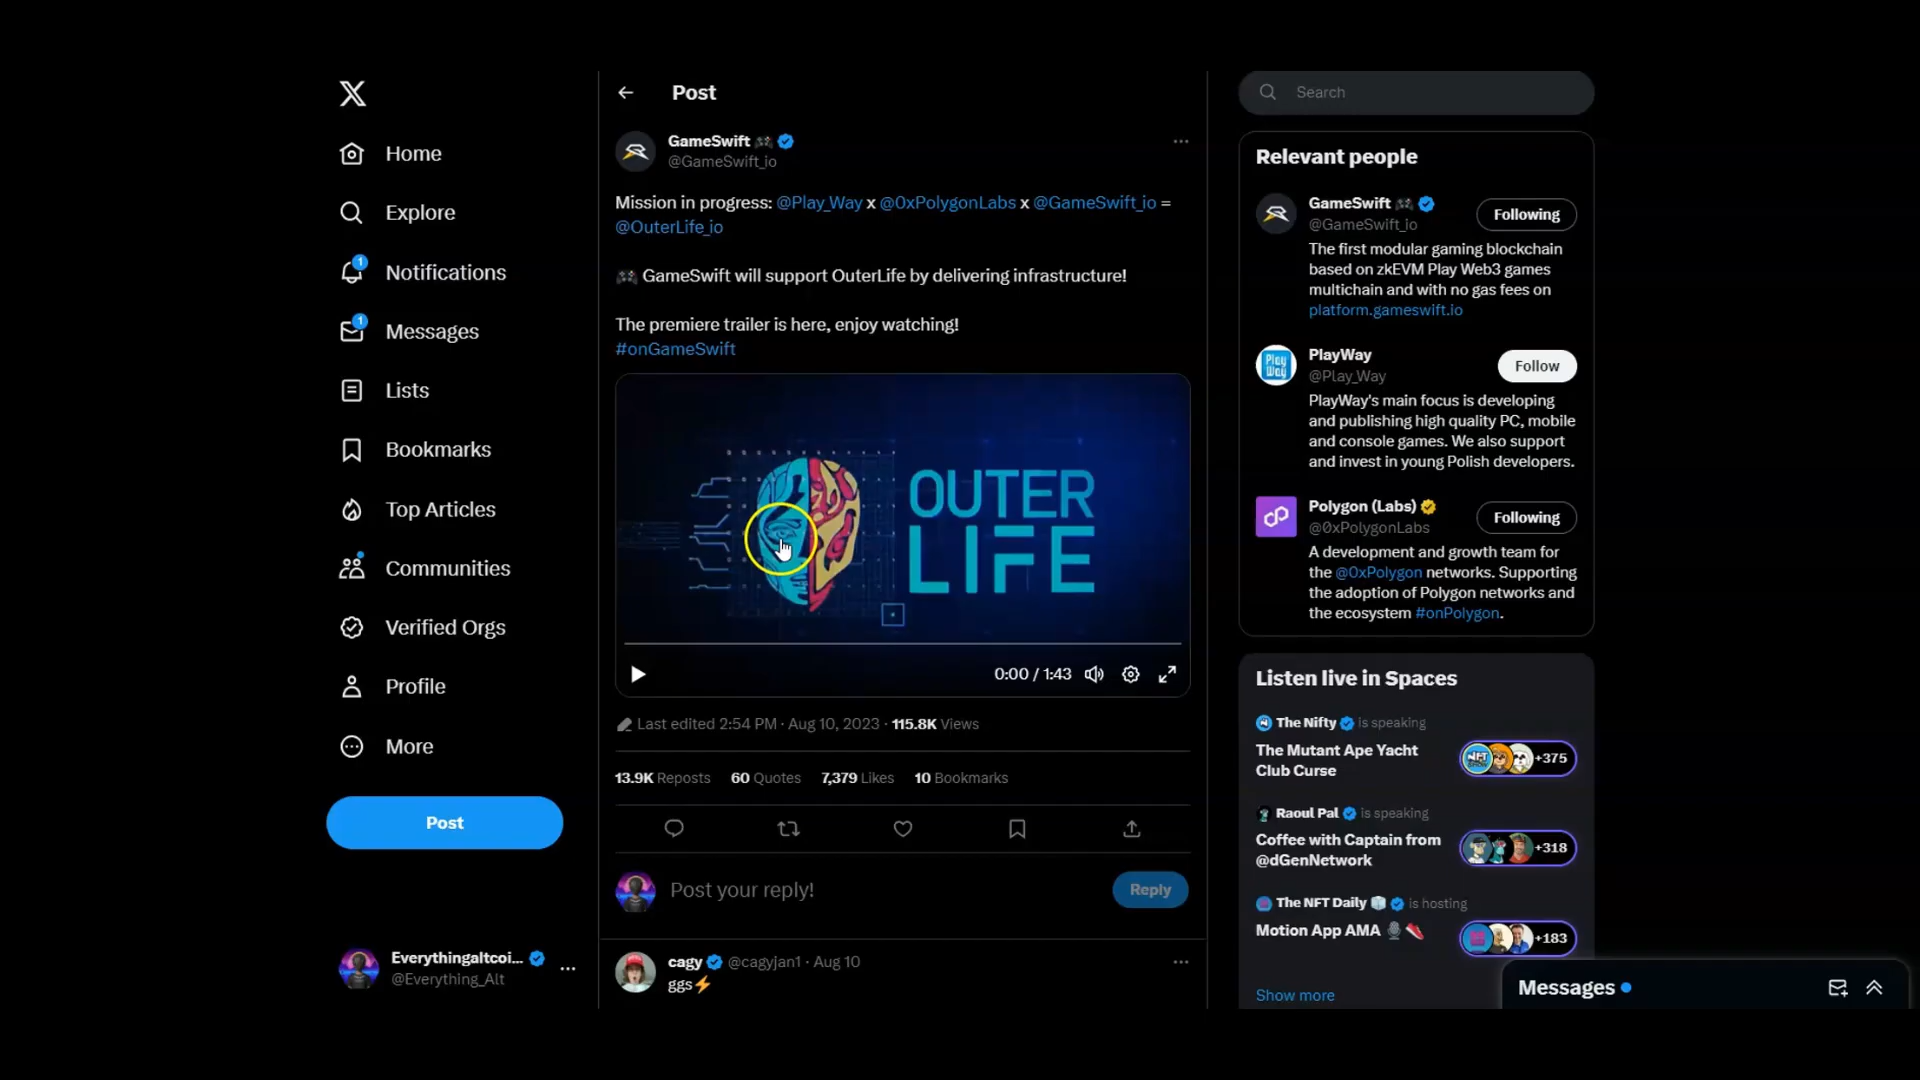 Home
Explore
1
Notifications
1
Messages
Lists
Bookmarks
Top Articles
Communities
Verified Orgs
Profile
More
Post
Everythingaltcoi...
@Everything_Alt
Post
GameSwift
@GameSwift_io
Mission in progress: @Play_Way x @0xPolygonLabs x @GameSwift_io =
@OuterLife_io
GameSwift will support OuterLife by delivering infrastructure!
The premiere trailer is here, enjoy watching!
#onGameSwift
OUTER
LIFE
0:00 / 1:43
Last edited 2:54 PM · Aug 10, 2023 · 115.8K Views
13.9K Reposts 60 Quotes 7,379 Likes 10 Bookmarks
Post your reply!
Reply
cagy @cagyjan1 · Aug 10
ggs⚡
Search
Relevant people
GameSwift
@GameSwift_io
Following
The first modular gaming blockchain
based on zkEVM Play Web3 games
multichain and with no gas fees on
platform.gameswift.io
Play Way
PlayWay
@Play_Way
Follow
PlayWay's main focus is developing
and publishing high quality PC, mobile
and console games. We also support
and invest in young Polish developers.
Polygon (Labs)
@0xPolygonLabs
Following
A development and growth team for
the @0xPolygon networks. Supporting
the adoption of Polygon networks and
the ecosystem #onPolygon.
Listen live in Spaces
The Nifty is speaking
The Mutant Ape Yacht
Club Curse
NFT
+375
Raoul Pal is speaking
Coffee with Captain from
@dGenNetwork
+318
The NFT Daily is hosting
Motion App AMA
+183
Show more
Messages